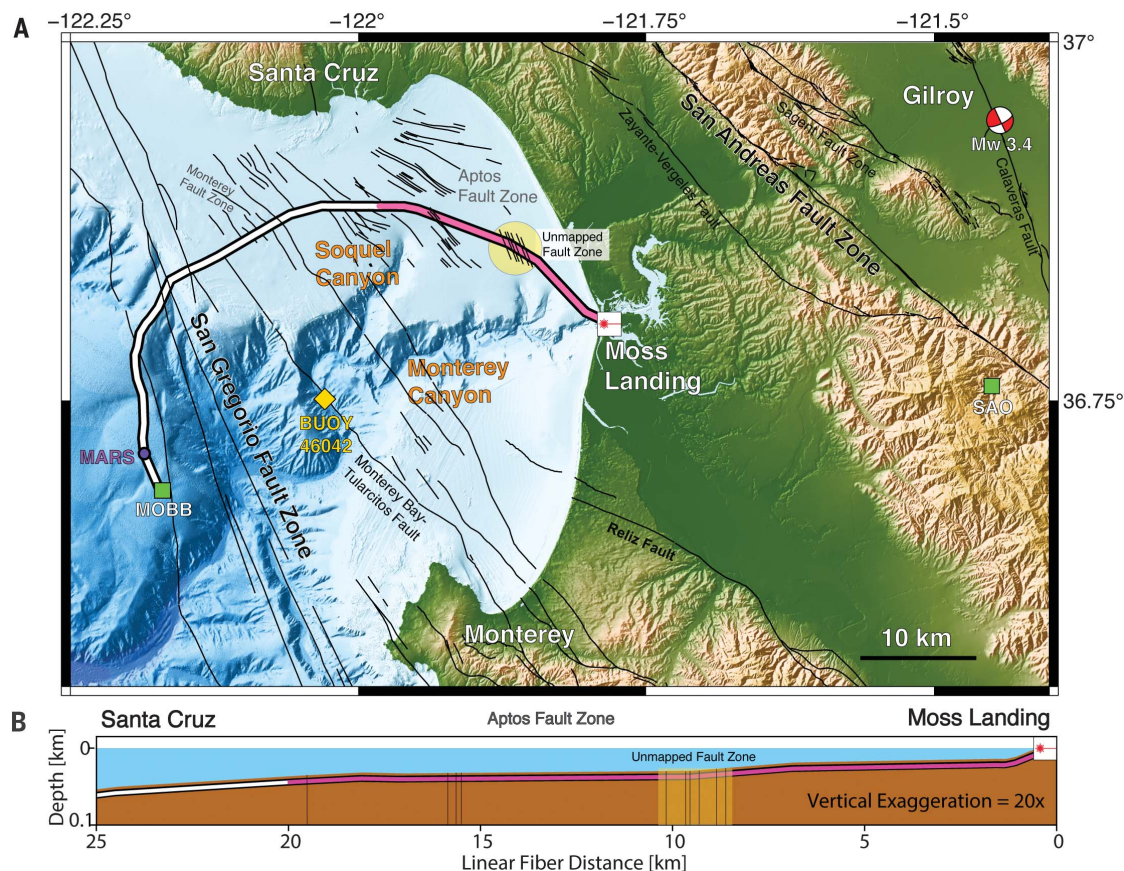 A
−122.25°
−122°
−121.75°
−121.5°
37°
Santa Cruz
Gilroy
Mw 3.4
San Andreas Fault Zone
Sagent Fault Zone
Zayante-Vergeles Fault
Calaveras Fault
Monterey
Fault Zone
Aptos
Fault Zone
Unmapped
Fault Zone
Soquel
Canyon
Moss
Landing
Monterey
Canyon
San Gregorio Fault Zone
SAO
36.75°
BUOY
46042
MARS
MOBB
Monterey Bay-
Tularcitos Fault
Reliz Fault
Monterey
10 km
B
Santa Cruz
Aptos Fault Zone
Moss Landing
Depth [km]
0
0.1
Unmapped Fault Zone
Vertical Exaggeration = 20x
25
20
15
10
5
0
Linear Fiber Distance [km]